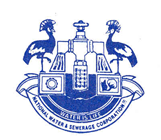 WATER IS LIFE
NATIONAL WATER & SEWERAGE CORPORATION